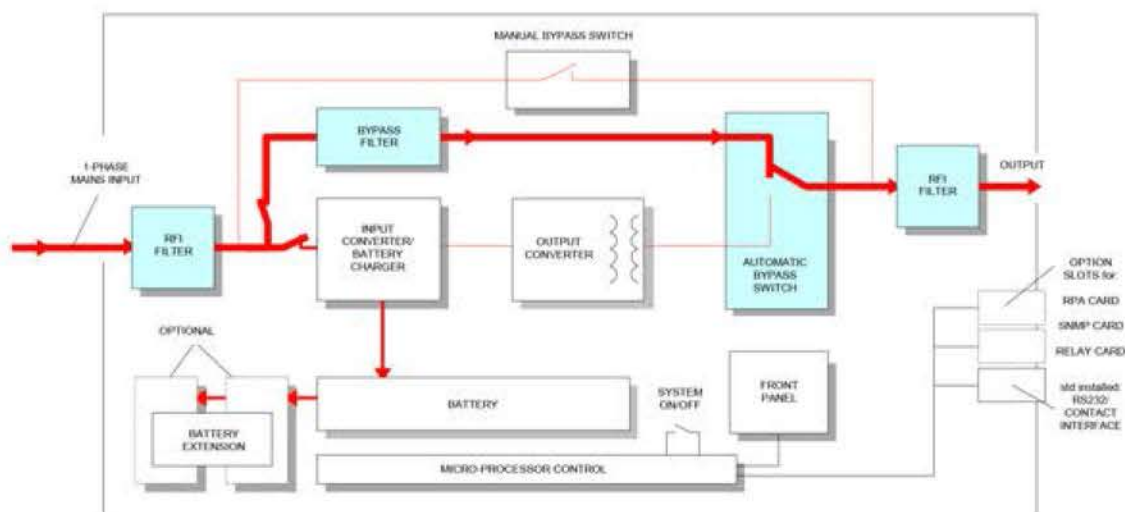 MANUAL BYPASS SWITCH
BYPASS
FILTER
1-PHASE
MAINS INPUT
RFI
FILTER
OUTPUT
RFI
FILTER
INPUT
CONVERTER/
BATTERY
CHARGER
OUTPUT
CONVERTER
AUTOMATIC
BYPASS
SWITCH
OPTION
SLOTS for:
RPA CARD
SNMP CARD
RELAY CARD
OPTIONAL
BATTERY
SYSTEM
ON/OFF
FRONT
PANEL
std installed:
RS232/
CONTACT
INTERFACE
BATTERY
EXTENSION
MICRO-PROCESSOR CONTROL